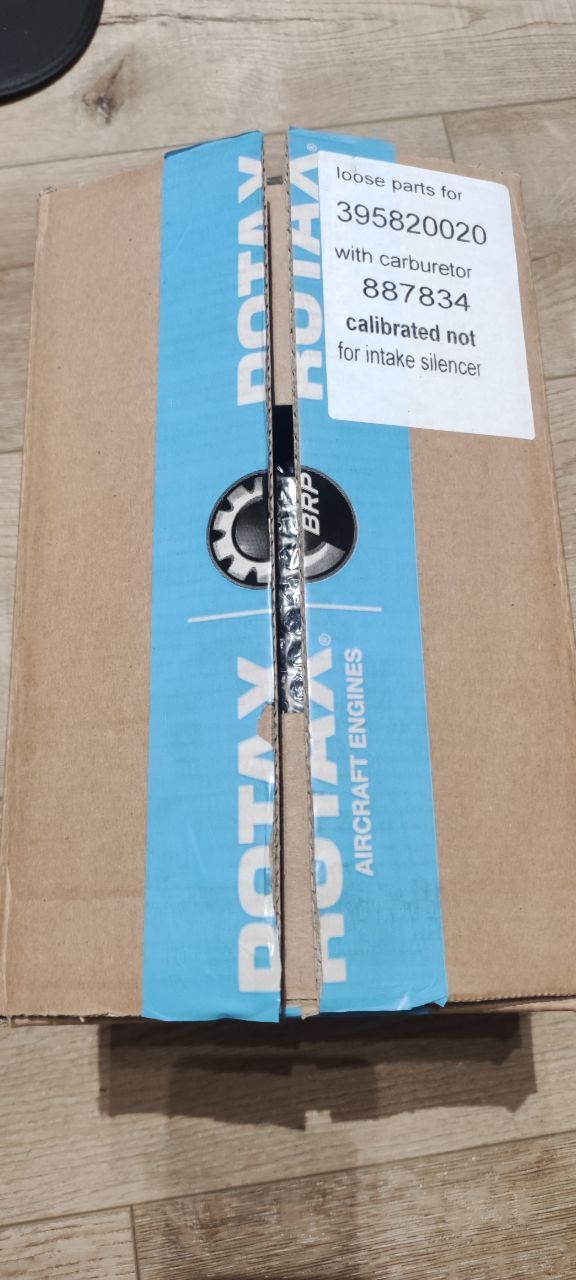 loose parts for
395820020
with carburetor
887834
calibrated not
for intake silencer
ROTAX
ROTAX®
BRP
ROTAX
ROTAX®
AIRCRAFT ENGINES